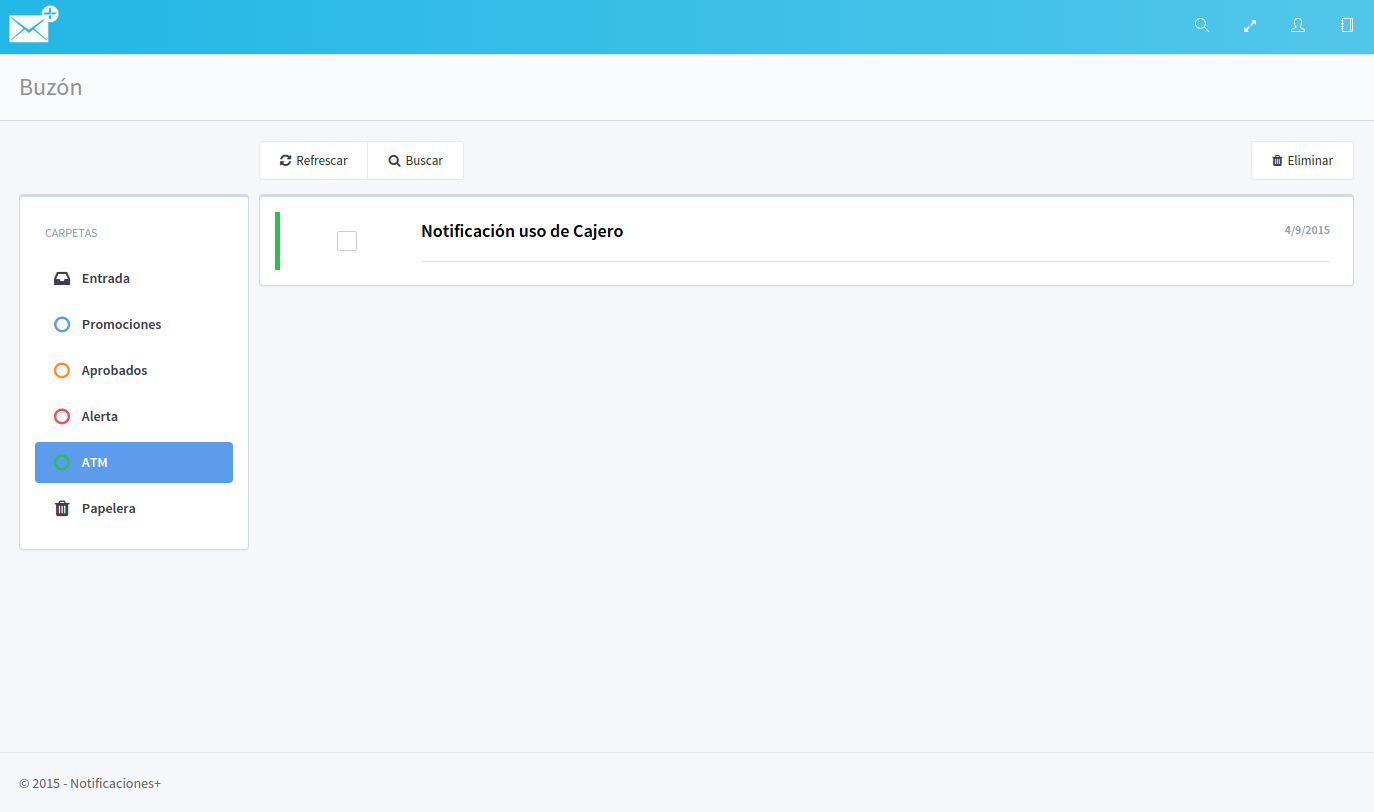 Buzón
Refrescar
Buscar
Eliminar
CARPETAS
Entrada
Promociones
Aprobados
Alerta
ATM
Papelera
Notificación uso de Cajero
4/9/2015
© 2015 - Notificaciones+